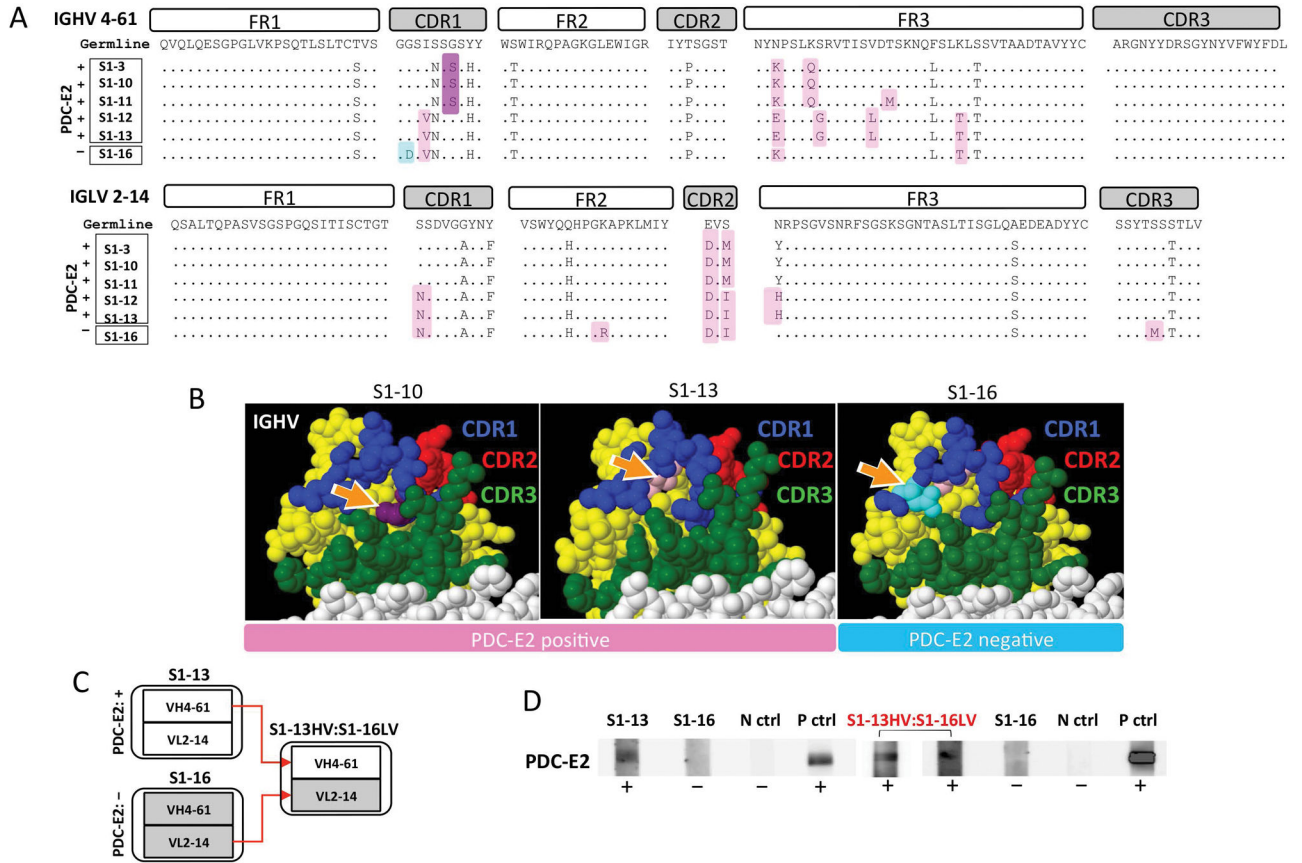 A
IGHV 4-61 FR1 CDR1 FR2 CDR2 FR3 CDR3
Germline QVQLQESGPGLVKPSQTLSLTCTVS GGSISSGSYY WSWIRQPAGKGLEWIGR IYTSGST NYNPSLKSRVTISVDTSKNQFSLKLSSVTAADTAVYYC ARGNYYDRSGYNYVFWYFDL
PDC-E2
+ S1-3 S N S H T P K Q L S
+ S1-10 S N S H T P K Q L S
+ S1-11 S N S H T P K Q M L S
+ S1-12 S VN H T P E G L L T S
+ S1-13 S VN H T P E G L L T S
− S1-16 S D VN H T P K L T S
IGLV 2-14 FR1 CDR1 FR2 CDR2 FR3 CDR3
Germline QSALTQPASVSGSPGQSITISCTGT SSDVGGYNY VSWYQQHPGKAPKLMIY EVS NRPSGVSNRFSGSKSGNTASLTISGLQAEDEADYYC SSYTSSSTLV
PDC-E2
+ S1-3 A..F H D.M Y S T
+ S1-10 A..F H D.M Y S T
+ S1-11 A..F H D.M Y S T
+ S1-12 N A..F H D.I H S T
+ S1-13 N A..F H D.I H S T
− S1-16 N A..F H R D.I S M.T
B
S1-10 S1-13 S1-16
IGHV
CDR1 CDR1 CDR1
CDR2 CDR2 CDR2
CDR3 CDR3 CDR3
PDC-E2 positive PDC-E2 negative
C
S1-13
PDC-E2: +
VH4-61
VL2-14
S1-16
PDC-E2: −
VH4-61
VL2-14
S1-13HV:S1-16LV
VH4-61
VL2-14
D
S1-13 S1-16 N ctrl P ctrl S1-13HV:S1-16LV S1-16 N ctrl P ctrl
PDC-E2
+ − − + + + − − +